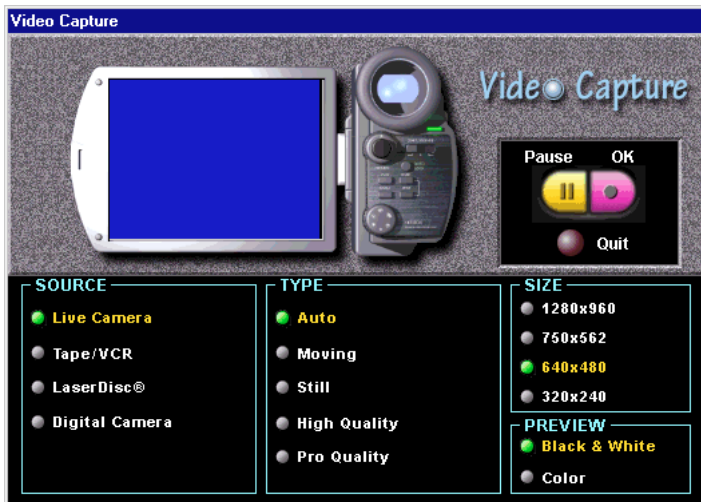 Video Capture
Video Capture
Pause OK
Quit
SOURCE
Live Camera
Tape/VCR
LaserDisc®
Digital Camera
TYPE
Auto
Moving
Still
High Quality
Pro Quality
SIZE
1280x960
750x562
640x480
320x240
PREVIEW
Black & White
Color